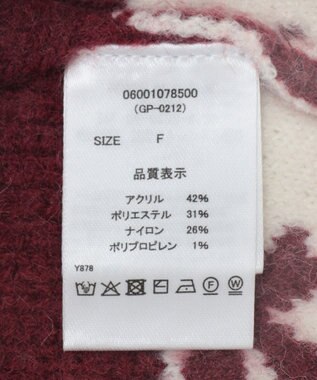 06001078500
(GP-0212)
SIZE F
品質表示
アクリル 42%
ポリエステル 31%
ナイロン 26%
ポリプロピレン 1%
Y878
F W